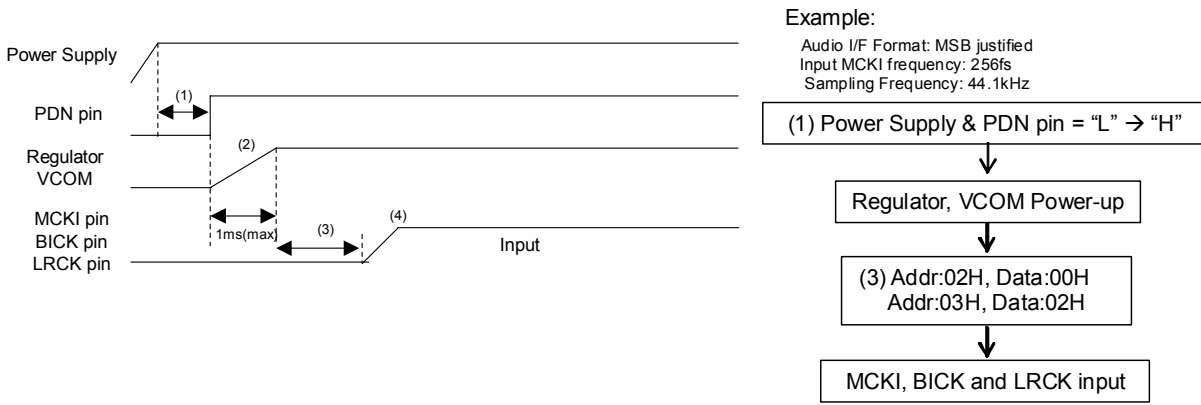 Power Supply
PDN pin
Regulator
VCOM
MCKI pin
BICK pin
LRCK pin
(1)
(2)
1ms(max)
(3)
(4)
Input
Example:
Audio I/F Format: MSB justified
Input MCKI frequency: 256fs
Sampling Frequency: 44.1kHz
(1) Power Supply & PDN pin = “L” → “H”
Regulator, VCOM Power-up
(3) Addr:02H, Data:00H
Addr:03H, Data:02H
MCKI, BICK and LRCK input